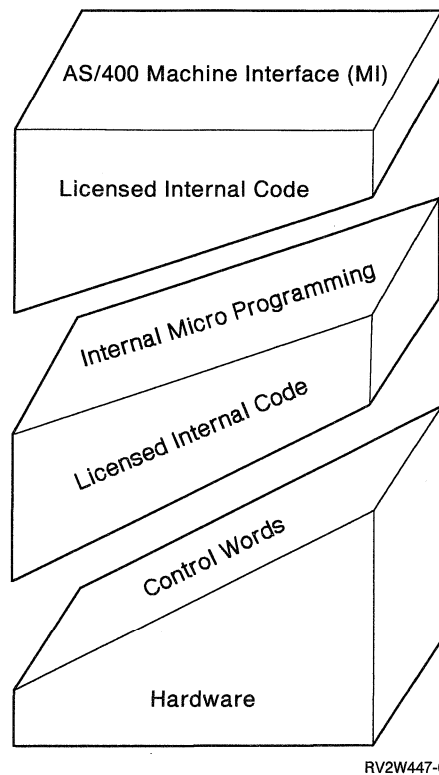 AS/400 Machine Interface (MI)
Licensed Internal Code
Internal Micro Programming
Licensed Internal Code
Control Words
Hardware
RV2W447-